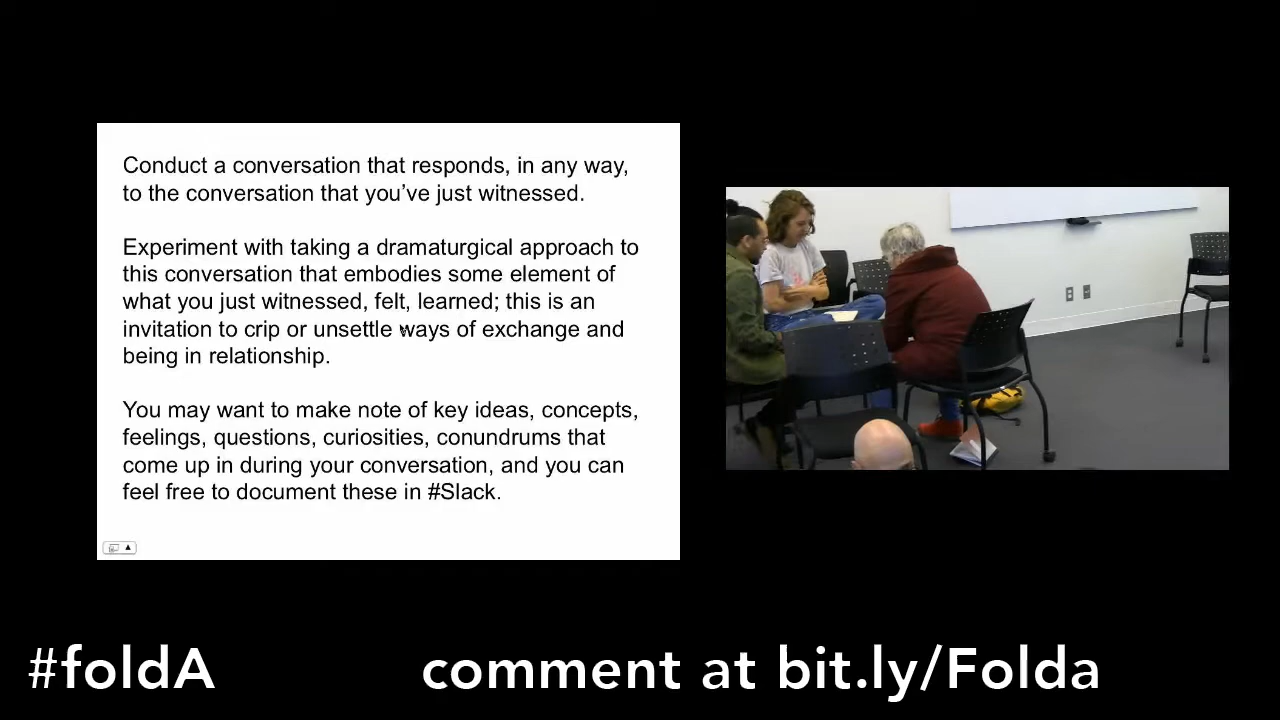 Conduct a conversation that responds, in any way,
to the conversation that you’ve just witnessed.
Experiment with taking a dramaturgical approach to
this conversation that embodies some element of
what you just witnessed, felt, learned; this is an
invitation to crip or unsettle ways of exchange and
being in relationship.
You may want to make note of key ideas, concepts,
feelings, questions, curiosities, conundrums that
come up in during your conversation, and you can
feel free to document these in #Slack.
#foldA
comment at bit.ly/Folda